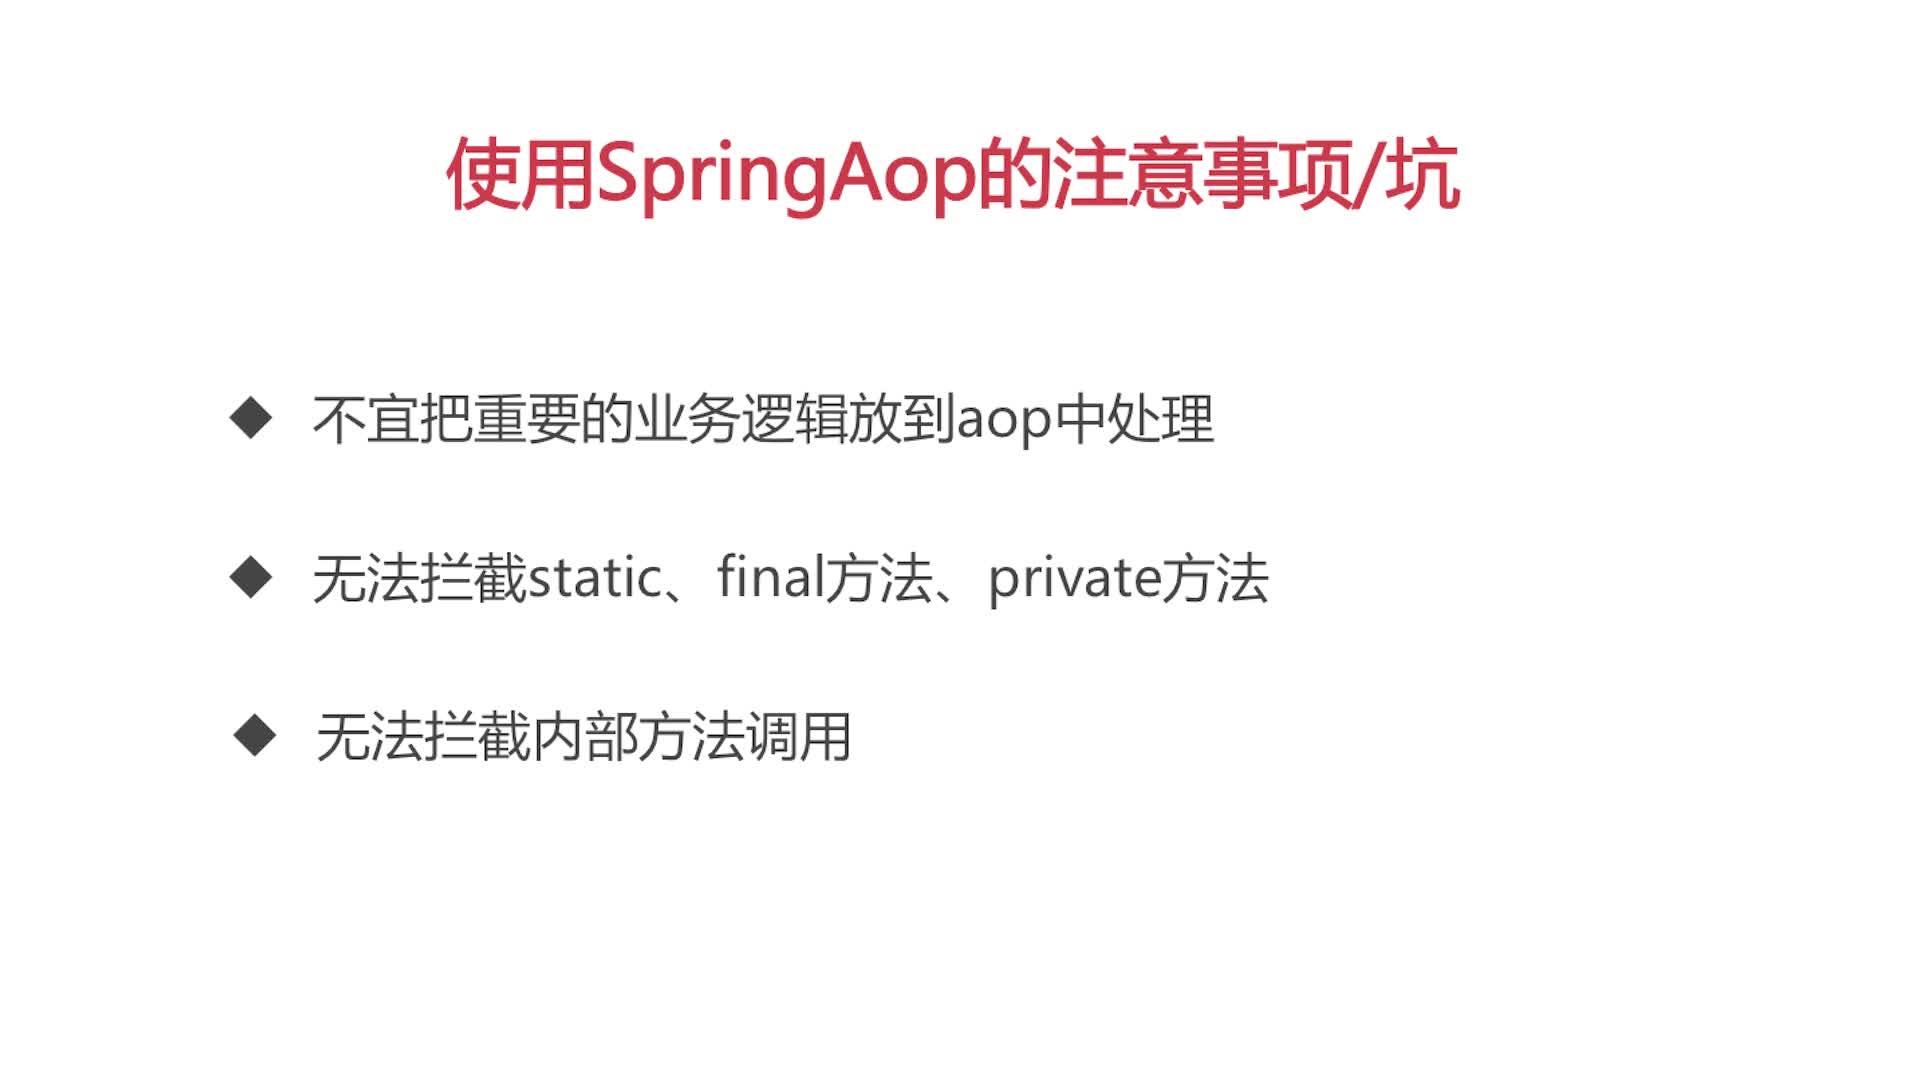 使用SpringAop的注意事项/坑
◆ 不宜把重要的业务逻辑放到aop中处理
◆ 无法拦截static、final方法、private方法
◆ 无法拦截内部方法调用